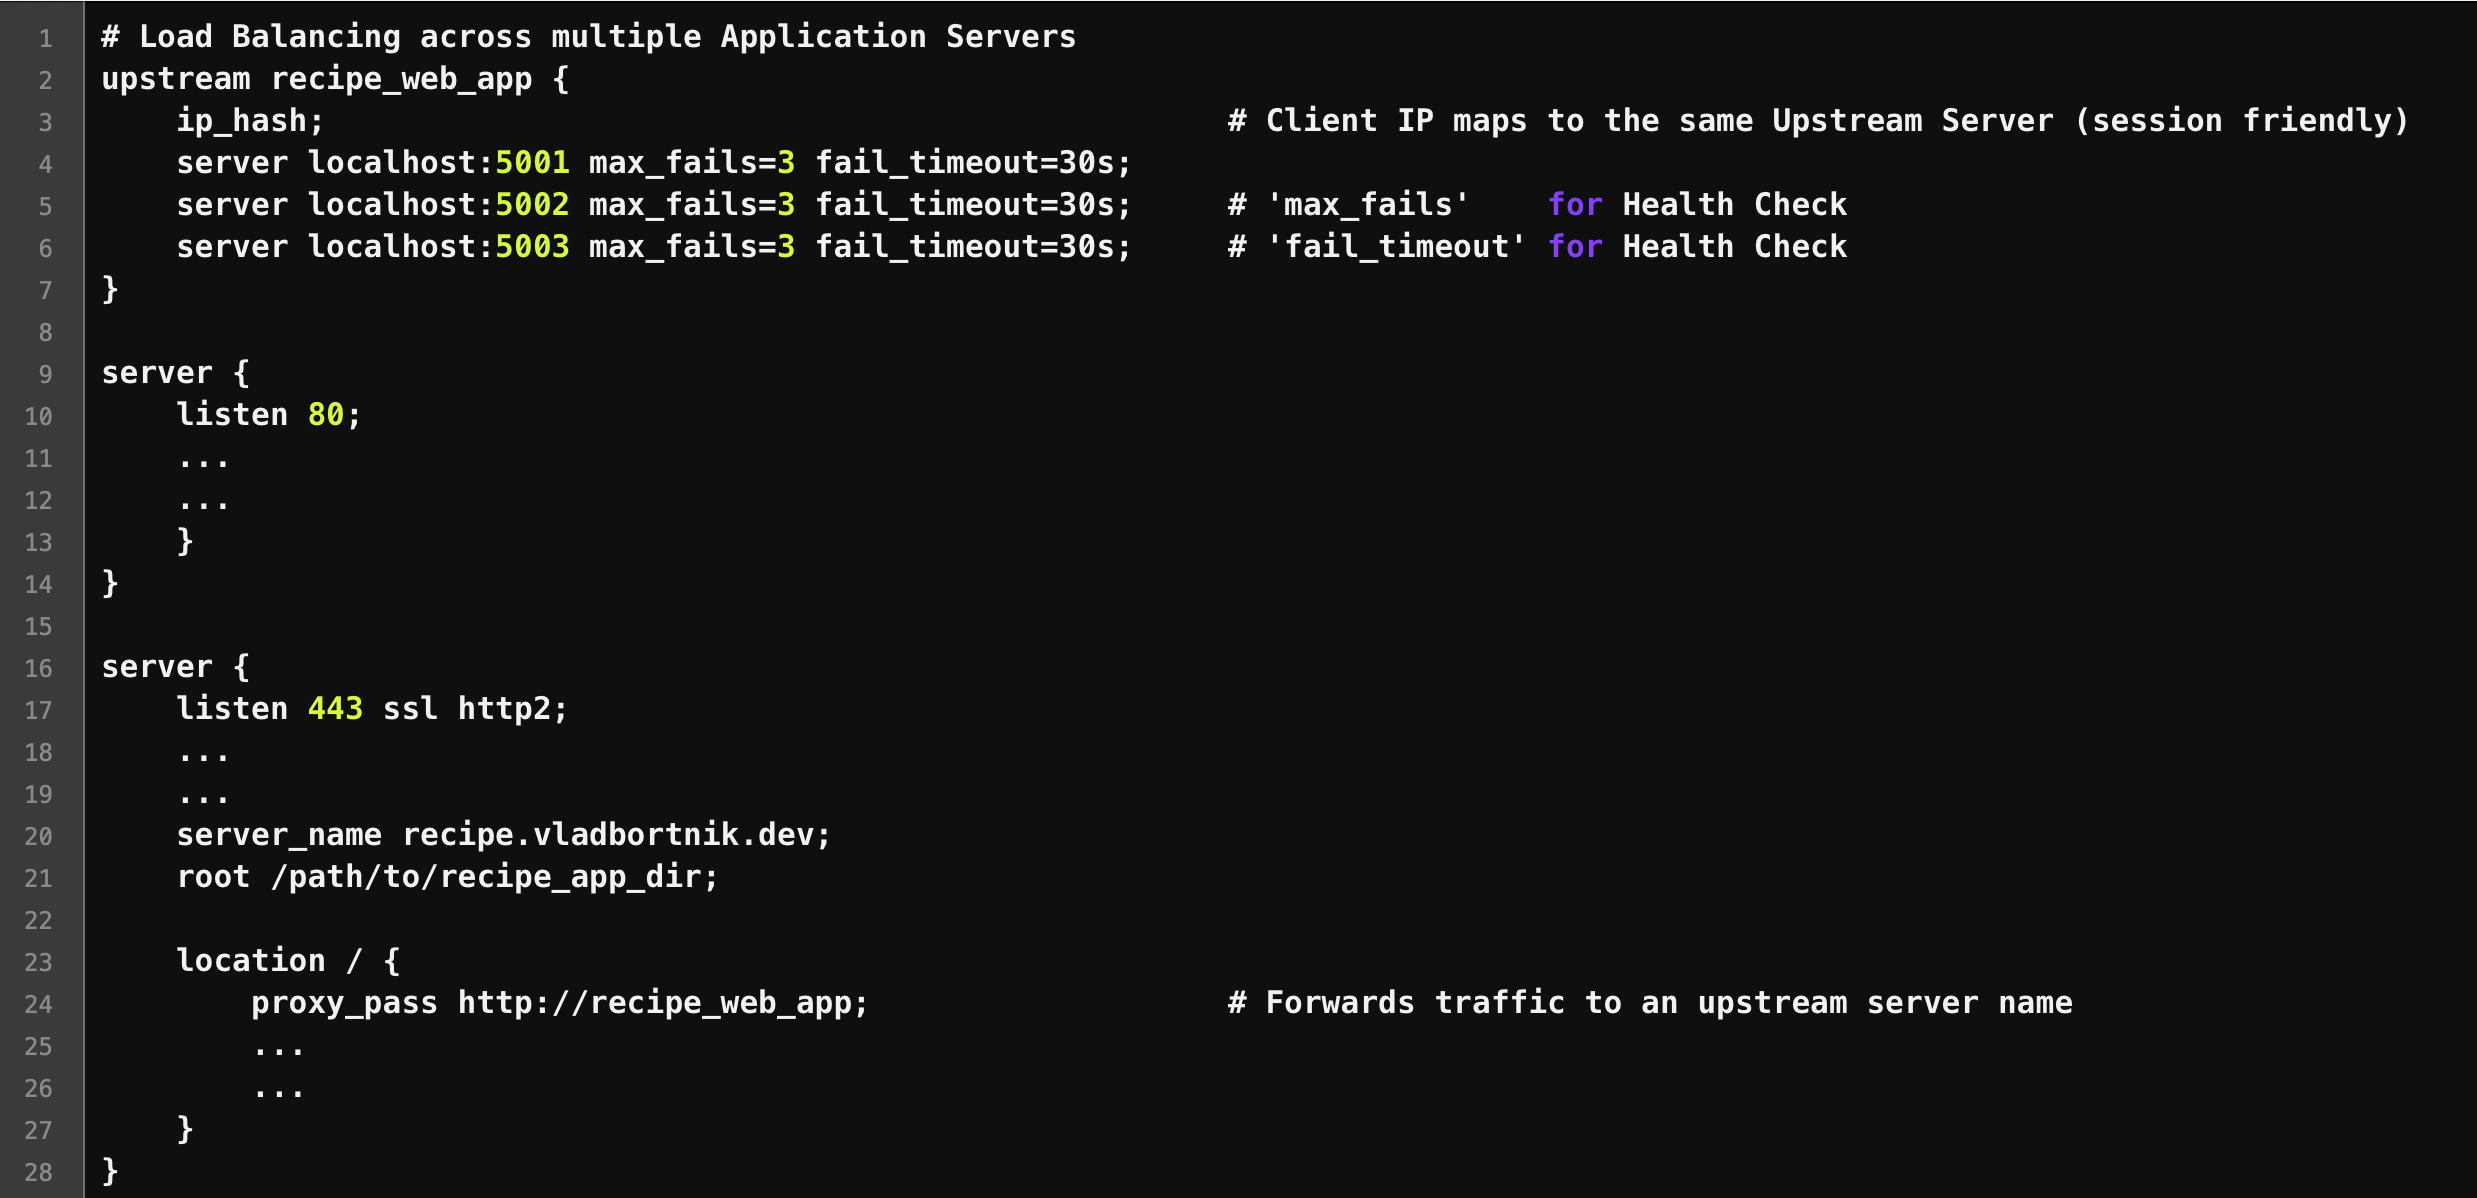 1 # Load Balancing across multiple Application Servers
2 upstream recipe_web_app {
3     ip_hash;                                                # Client IP maps to the same Upstream Server (session friendly)
4     server localhost:5001 max_fails=3 fail_timeout=30s;
5     server localhost:5002 max_fails=3 fail_timeout=30s;     # 'max_fails'    for Health Check
6     server localhost:5003 max_fails=3 fail_timeout=30s;     # 'fail_timeout' for Health Check
7 }
8
9 server {
10     listen 80;
11     ...
12     ...
13     }
14 }
15
16 server {
17     listen 443 ssl http2;
18     ...
19     ...
20     server_name recipe.vladbortnik.dev;
21     root /path/to/recipe_app_dir;
22
23     location / {
24         proxy_pass http://recipe_web_app;                   # Forwards traffic to an upstream server name
25         ...
26         ...
27     }
28 }